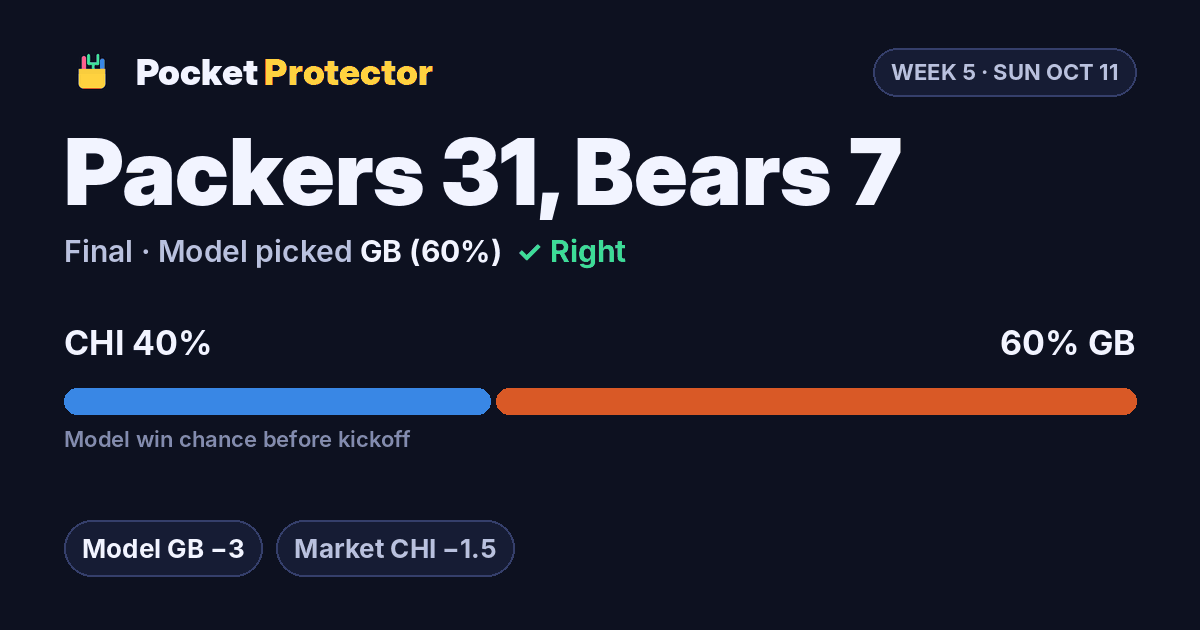 Pocket Protector
WEEK 5 · SUN OCT 11
Packers 31, Bears 7
Final · Model picked GB (60%) ✓ Right
CHI 40%
60% GB
Model win chance before kickoff
Model GB −3
Market CHI −1.5